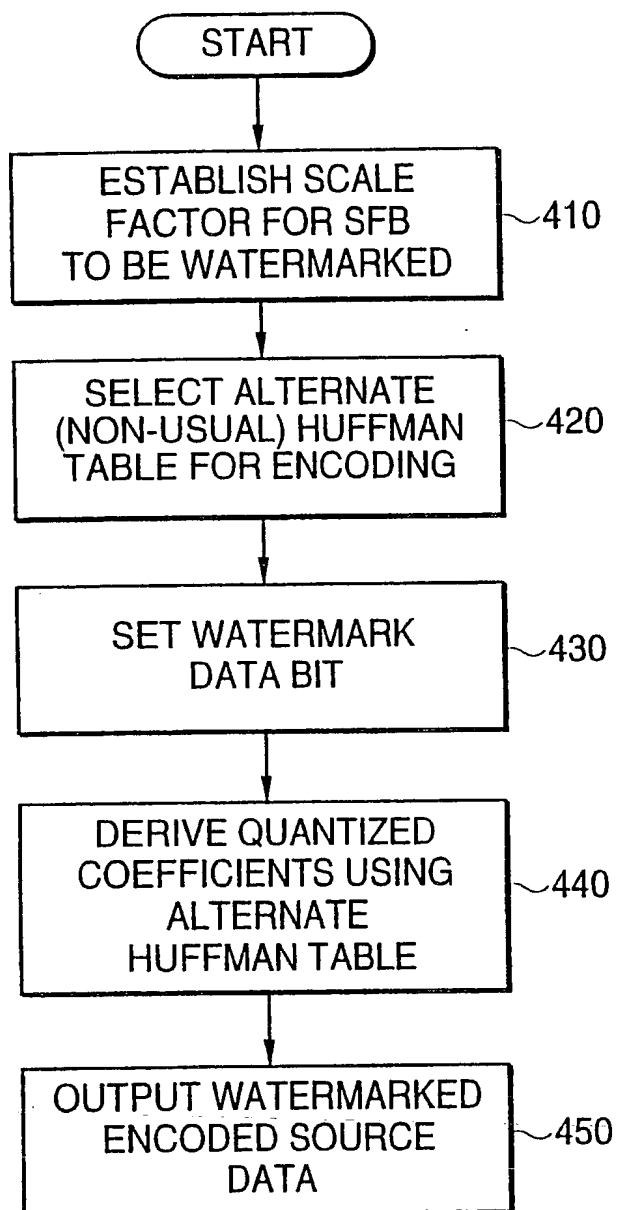 START
ESTABLISH SCALE
FACTOR FOR SFB
TO BE WATERMARKED
410
SELECT ALTERNATE
(NON-USUAL) HUFFMAN
TABLE FOR ENCODING
420
SET WATERMARK
DATA BIT
430
DERIVE QUANTIZED
COEFFICIENTS USING
ALTERNATE
HUFFMAN TABLE
440
OUTPUT WATERMARKED
ENCODED SOURCE
DATA
450